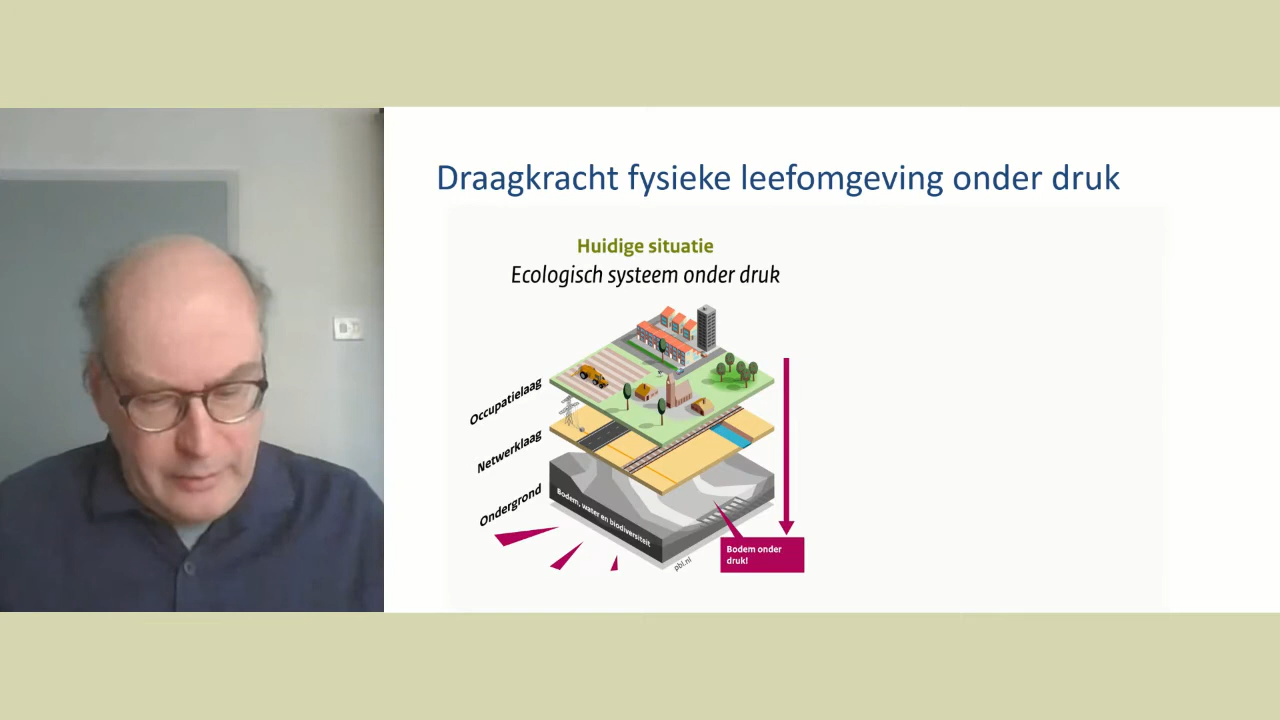 Draagkracht fysieke leefomgeving onder druk
Huidige situatie
Ecologisch systeem onder druk
Occupatielaag
Netwerklaag
Ondergrond
Bodem, water en biodiversiteit
Bodem onder
druk!
pbl.nl